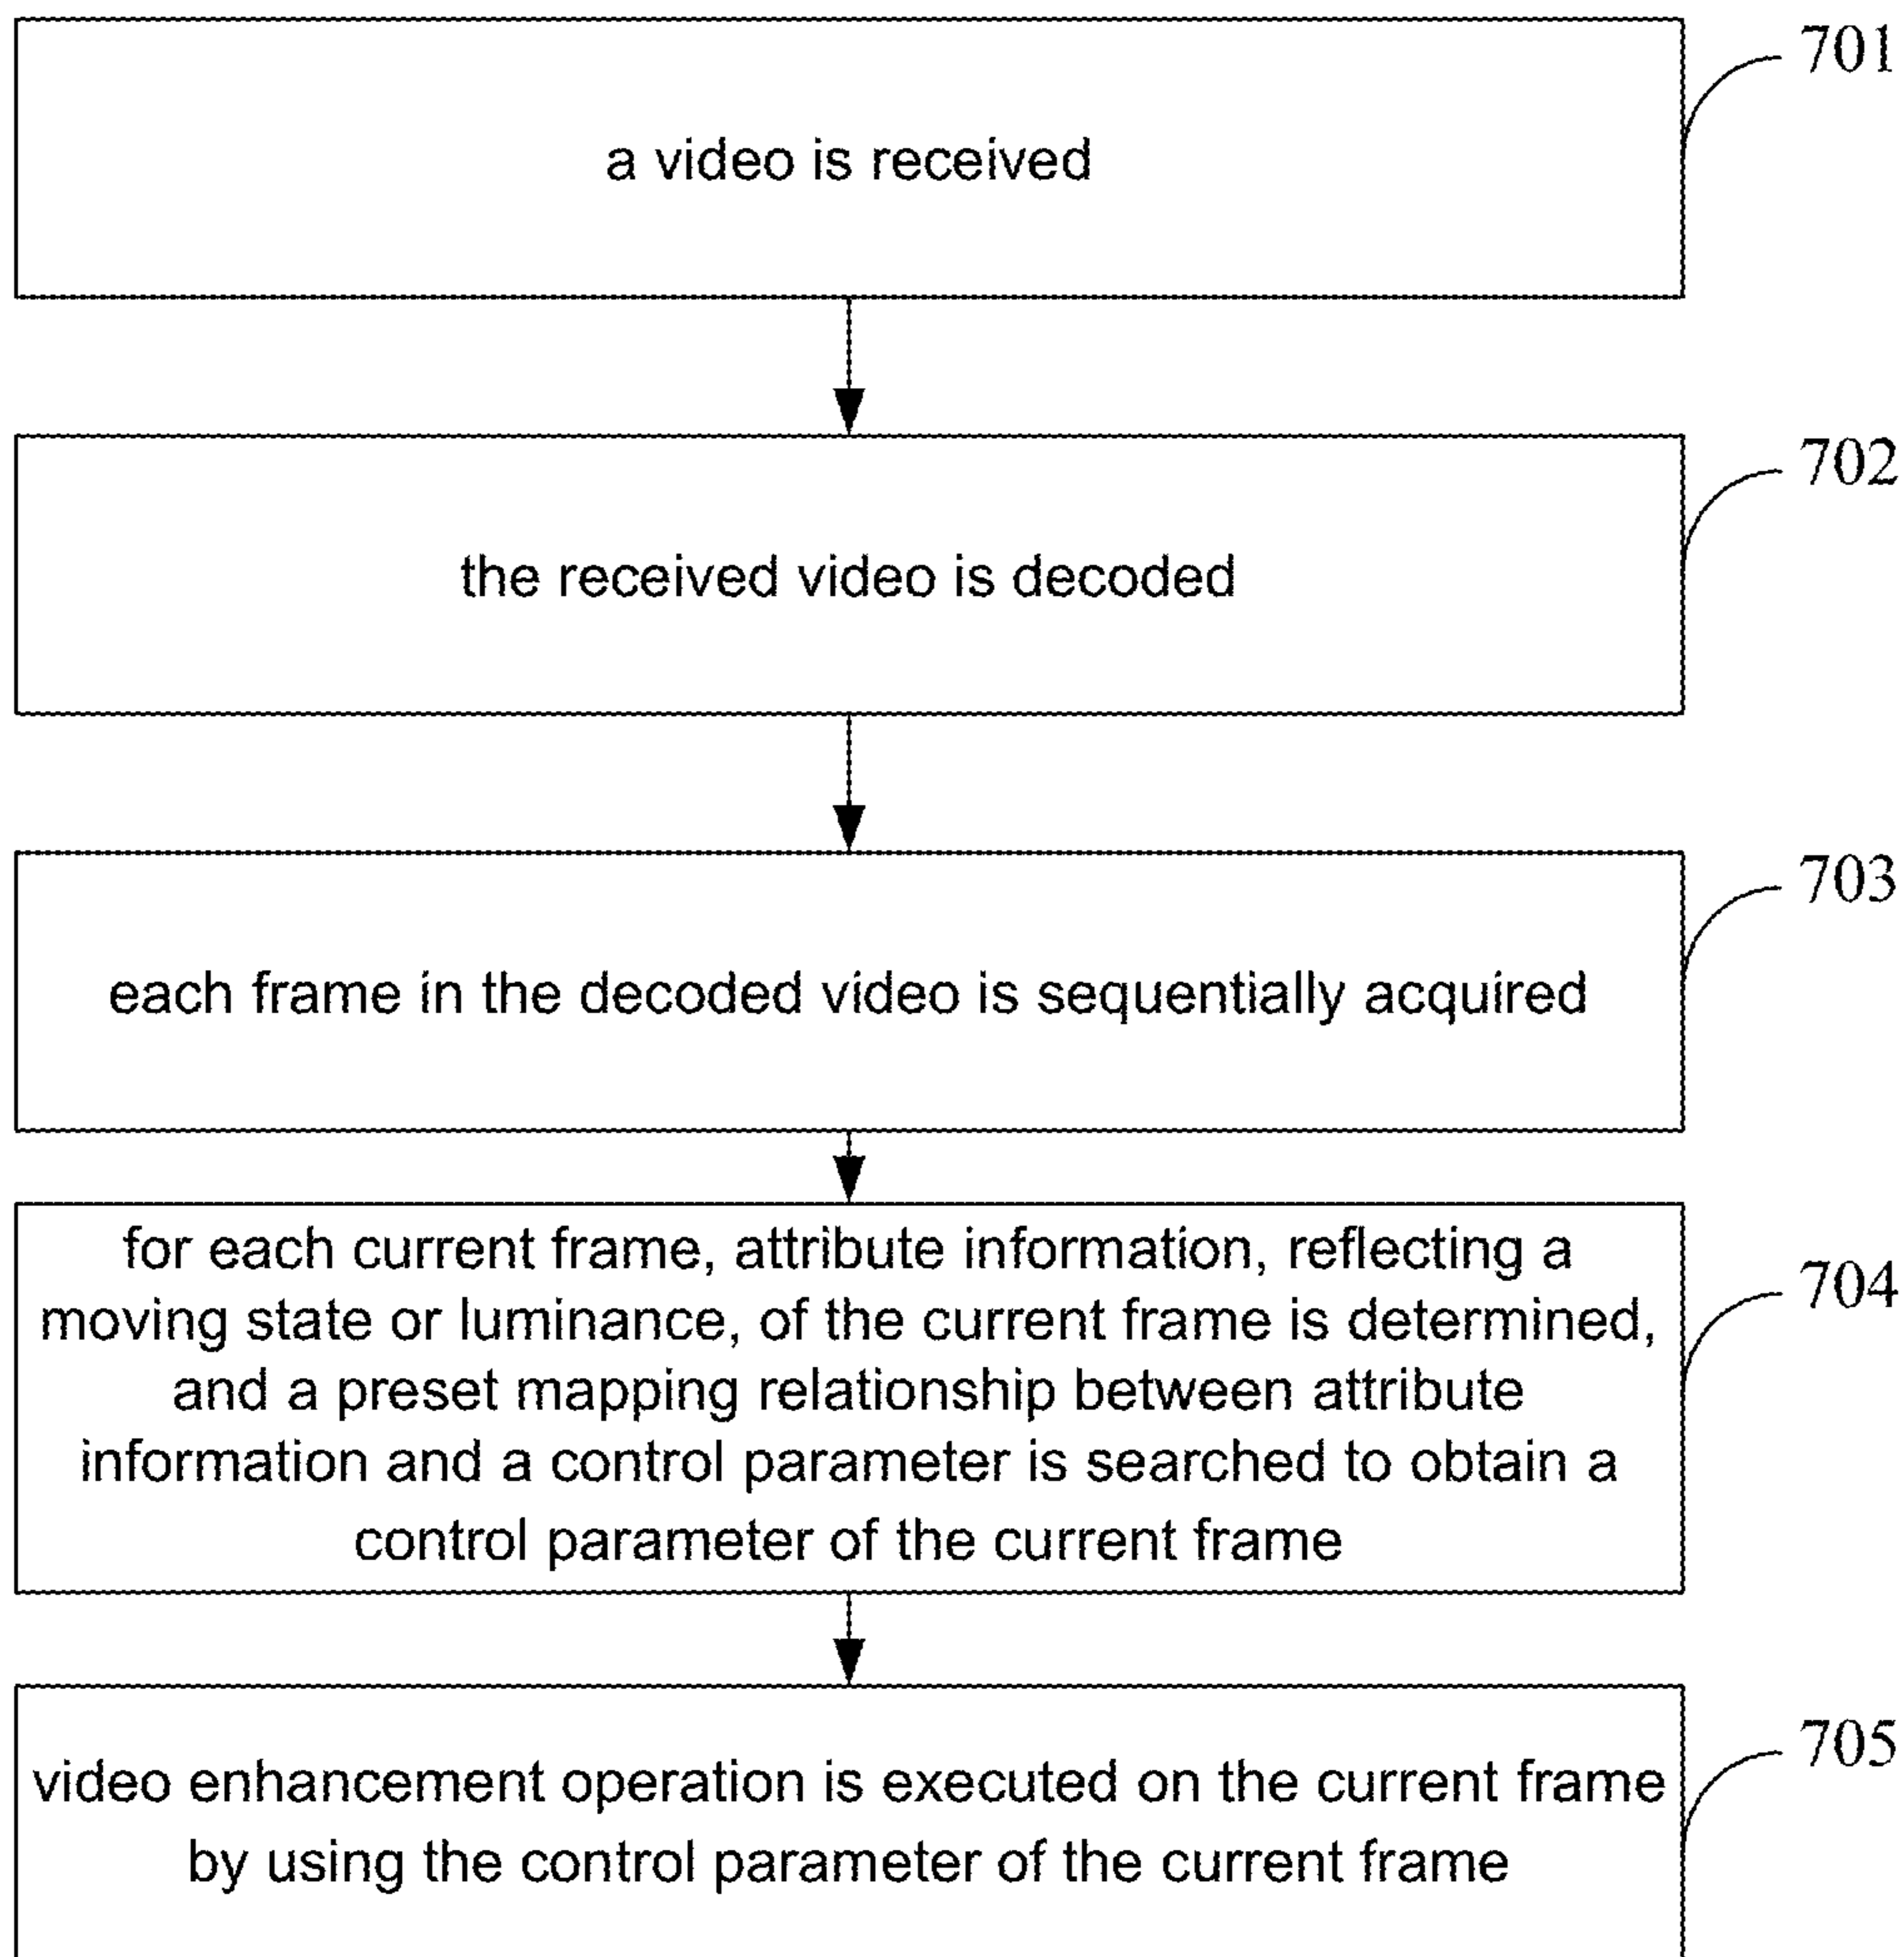 701
a video is received
702
the received video is decoded
703
each frame in the decoded video is sequentially acquired
704
for each current frame, attribute information, reflecting a
moving state or luminance, of the current frame is determined,
and a preset mapping relationship between attribute
information and a control parameter is searched to obtain a
control parameter of the current frame
705
video enhancement operation is executed on the current frame
by using the control parameter of the current frame